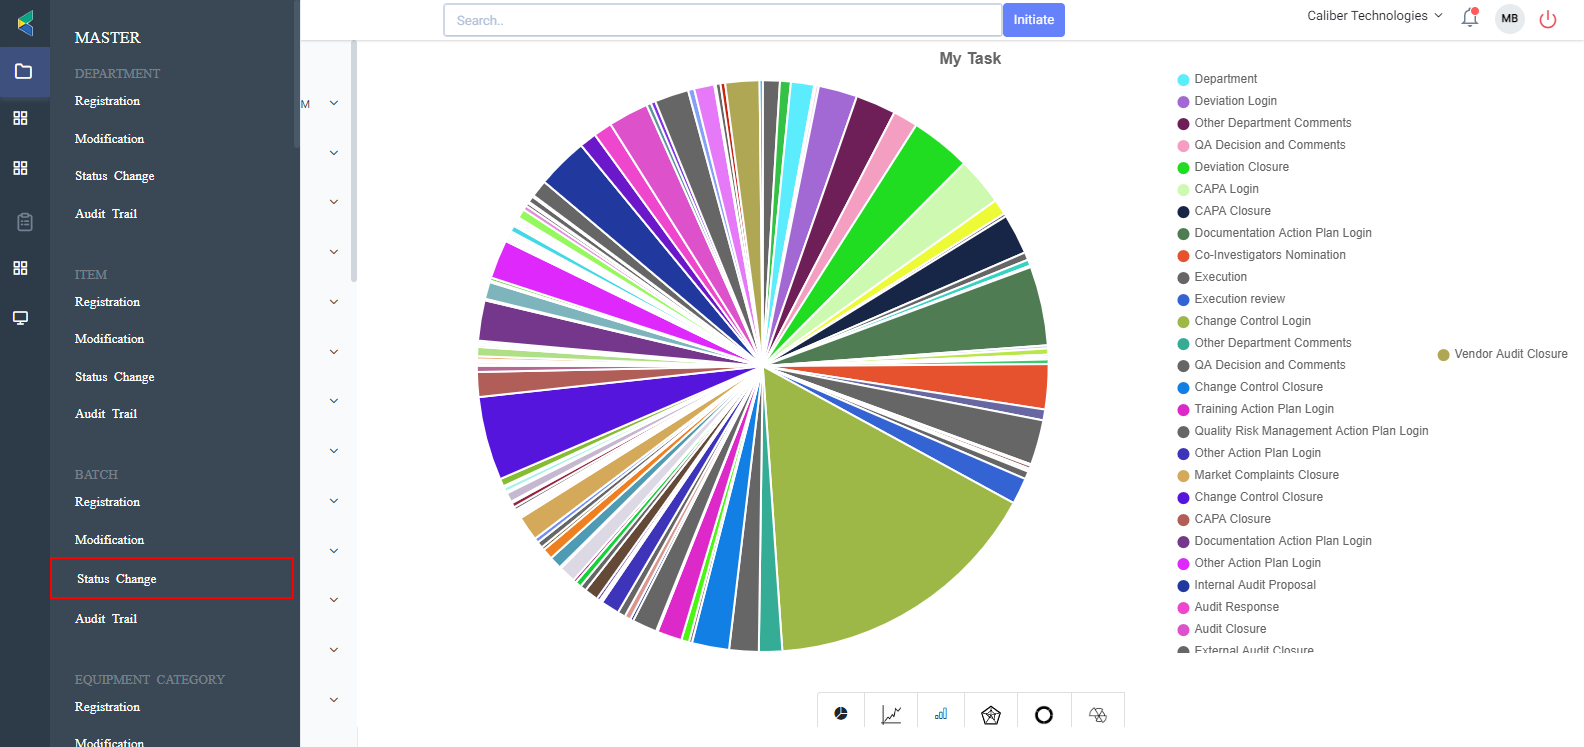 Search..
Initiate
Caliber Technologies
MB
MASTER
DEPARTMENT
Registration
Modification
Status Change
Audit Trail
ITEM
Registration
Modification
Status Change
Audit Trail
BATCH
Registration
Modification
Status Change
Audit Trail
EQUIPMENT CATEGORY
Registration
Modification
M
My Task
Department
Deviation Login
Other Department Comments
QA Decision and Comments
Deviation Closure
CAPA Login
CAPA Closure
Documentation Action Plan Login
Co-Investigators Nomination
Execution
Execution review
Change Control Login
Other Department Comments
QA Decision and Comments
Change Control Closure
Training Action Plan Login
Quality Risk Management Action Plan Login
Other Action Plan Login
Market Complaints Closure
Change Control Closure
CAPA Closure
Documentation Action Plan Login
Other Action Plan Login
Internal Audit Proposal
Audit Response
Audit Closure
External Audit Closure
Vendor Audit Closure